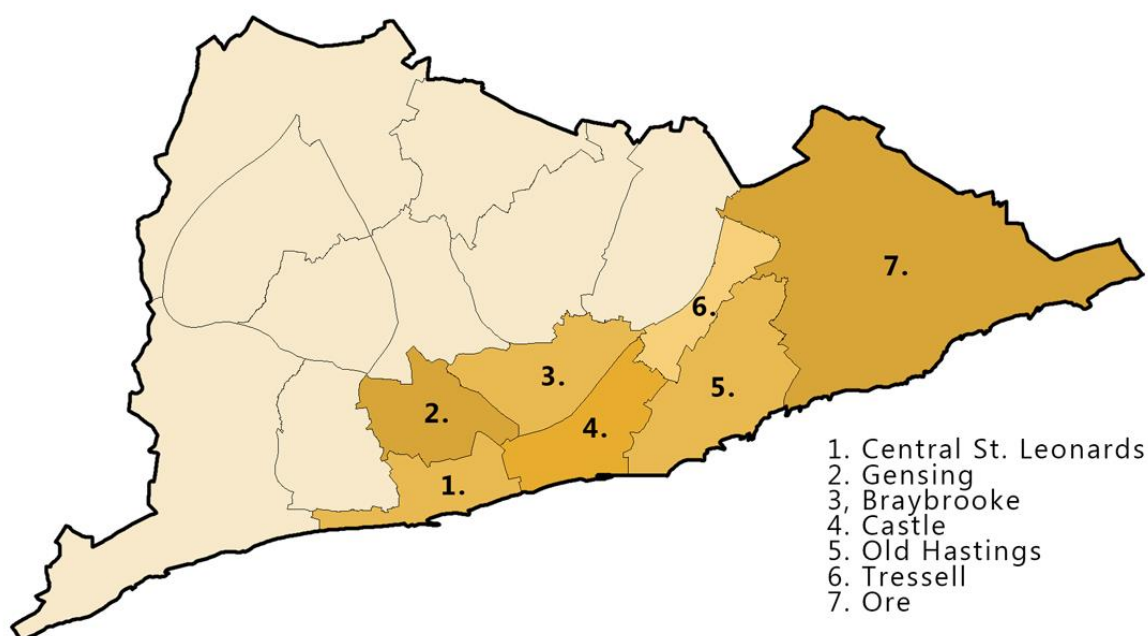 7.
6.
3.
5.
2.
4.
1.
1. Central St. Leonards
2. Gensing
3, Braybrooke
4. Castle
5. Old Hastings
6. Tressell
7. Ore